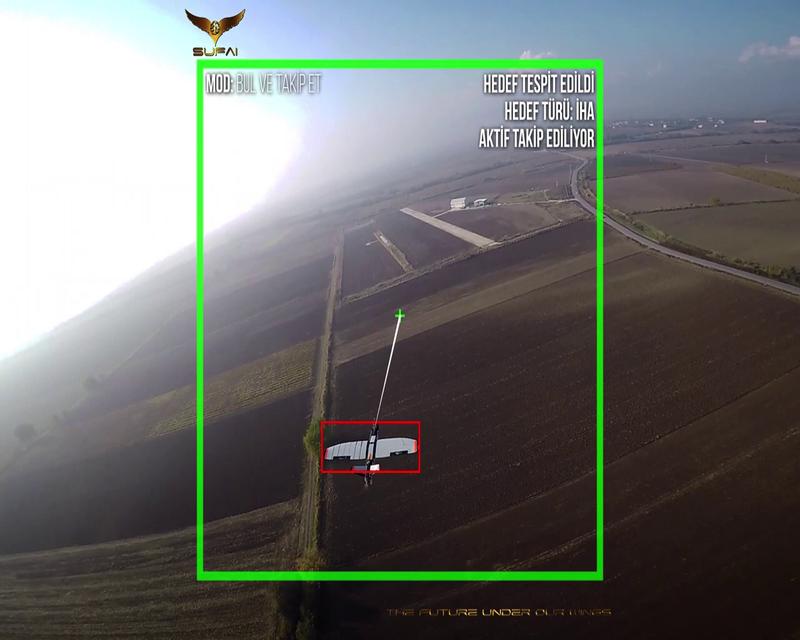 SUFAI
MOD: BUL VE TAKİP ET
HEDEF TESPİT EDİLDİ
HEDEF TÜRÜ: İHA
AKTİF TAKİP EDİLİYOR
THE FUTURE UNDER OUR WINGS